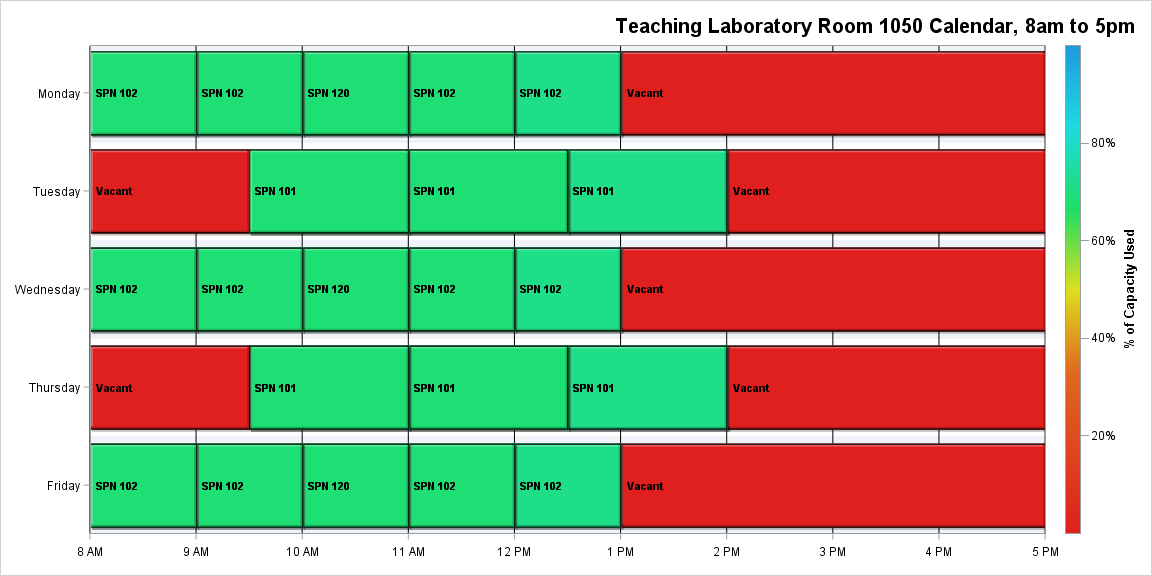 Teaching Laboratory Room 1050 Calendar, 8am to 5pm
Monday
SPN 102
SPN 102
SPN 120
SPN 102
SPN 102
Vacant
Tuesday
Vacant
SPN 101
SPN 101
SPN 101
Vacant
Wednesday
SPN 102
SPN 102
SPN 120
SPN 102
SPN 102
Vacant
Thursday
Vacant
SPN 101
SPN 101
SPN 101
Vacant
Friday
SPN 102
SPN 102
SPN 120
SPN 102
SPN 102
Vacant
8 AM
9 AM
10 AM
11 AM
12 PM
1 PM
2 PM
3 PM
4 PM
5 PM
80%
60%
40%
20%
% of Capacity Used